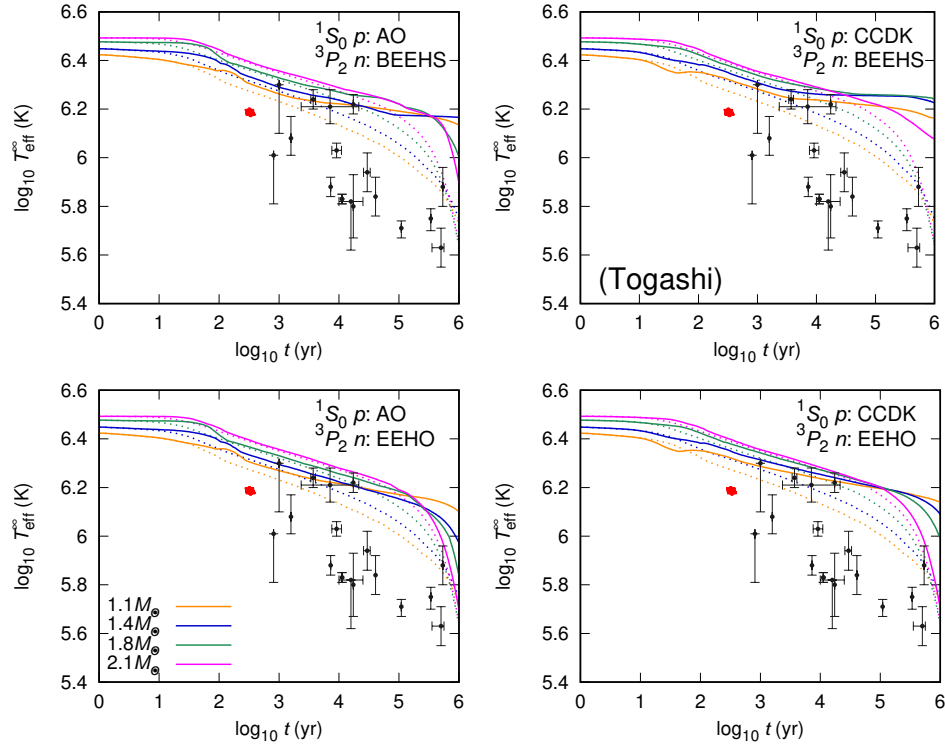 6.6
6.4
6.2
6
5.8
5.6
5.4
log₁₀ T^∞_eff (K)
¹S₀ p: AO
³P₂ n: BEEHS
0 1 2 3 4 5 6
log₁₀ t (yr)
6.6
6.4
6.2
6
5.8
5.6
5.4
log₁₀ T^∞_eff (K)
¹S₀ p: CCDK
³P₂ n: BEEHS
(Togashi)
0 1 2 3 4 5 6
log₁₀ t (yr)
6.6
6.4
6.2
6
5.8
5.6
5.4
log₁₀ T^∞_eff (K)
¹S₀ p: AO
³P₂ n: EEHO
1.1M☉
1.4M☉
1.8M☉
2.1M☉
0 1 2 3 4 5 6
log₁₀ t (yr)
6.6
6.4
6.2
6
5.8
5.6
5.4
log₁₀ T^∞_eff (K)
¹S₀ p: CCDK
³P₂ n: EEHO
0 1 2 3 4 5 6
log₁₀ t (yr)